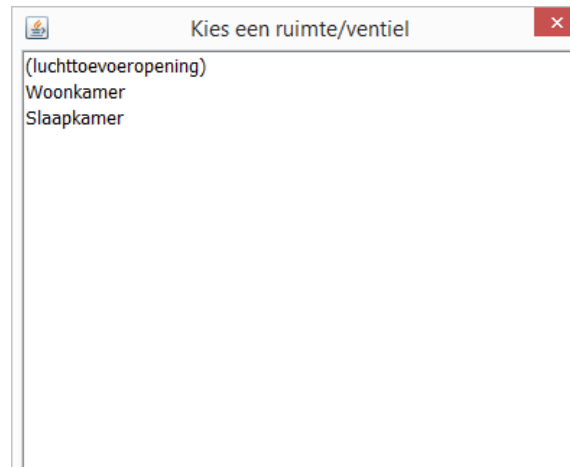 Kies een ruimte/ventiel
(luchttoevoeropening)
Woonkamer
Slaapkamer